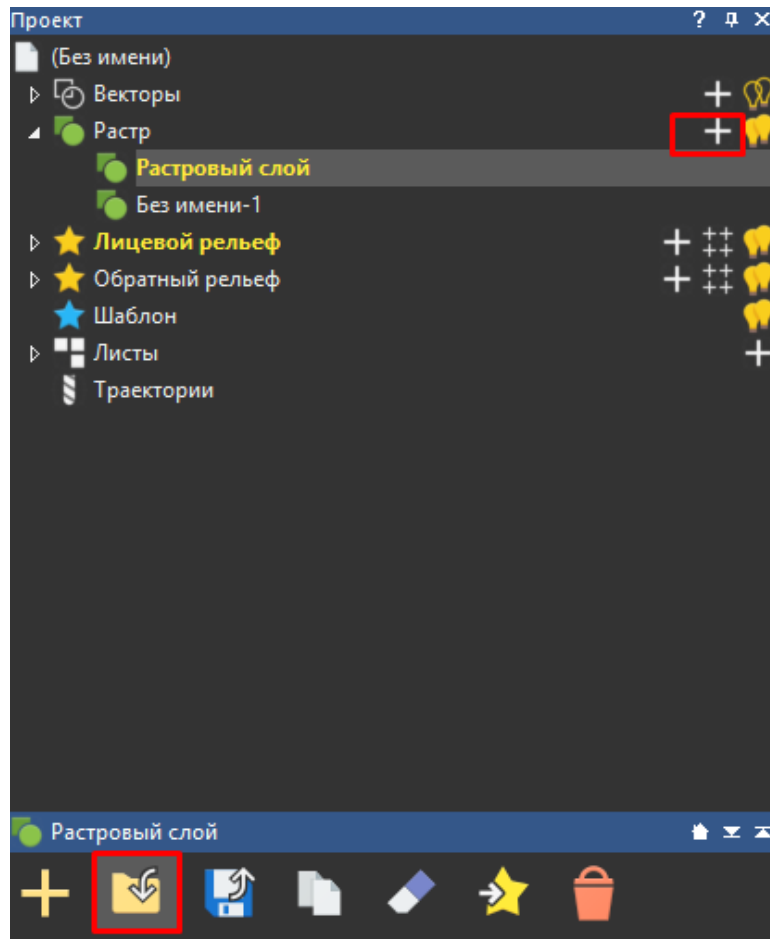 Проект
(Без имени)
Векторы
Растр
Растровый слой
Без имени-1
Лицевой рельеф
Обратный рельеф
Шаблон
Листы
Траектории
Растровый слой